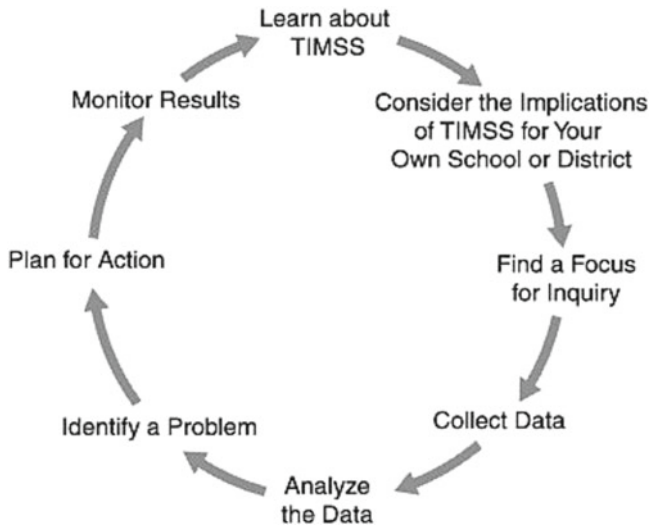 Learn about
TIMSS
Consider the Implications
of TIMSS for Your
Own School or District
Find a Focus
for Inquiry
Collect Data
Analyze
the Data
Identify a Problem
Plan for Action
Monitor Results